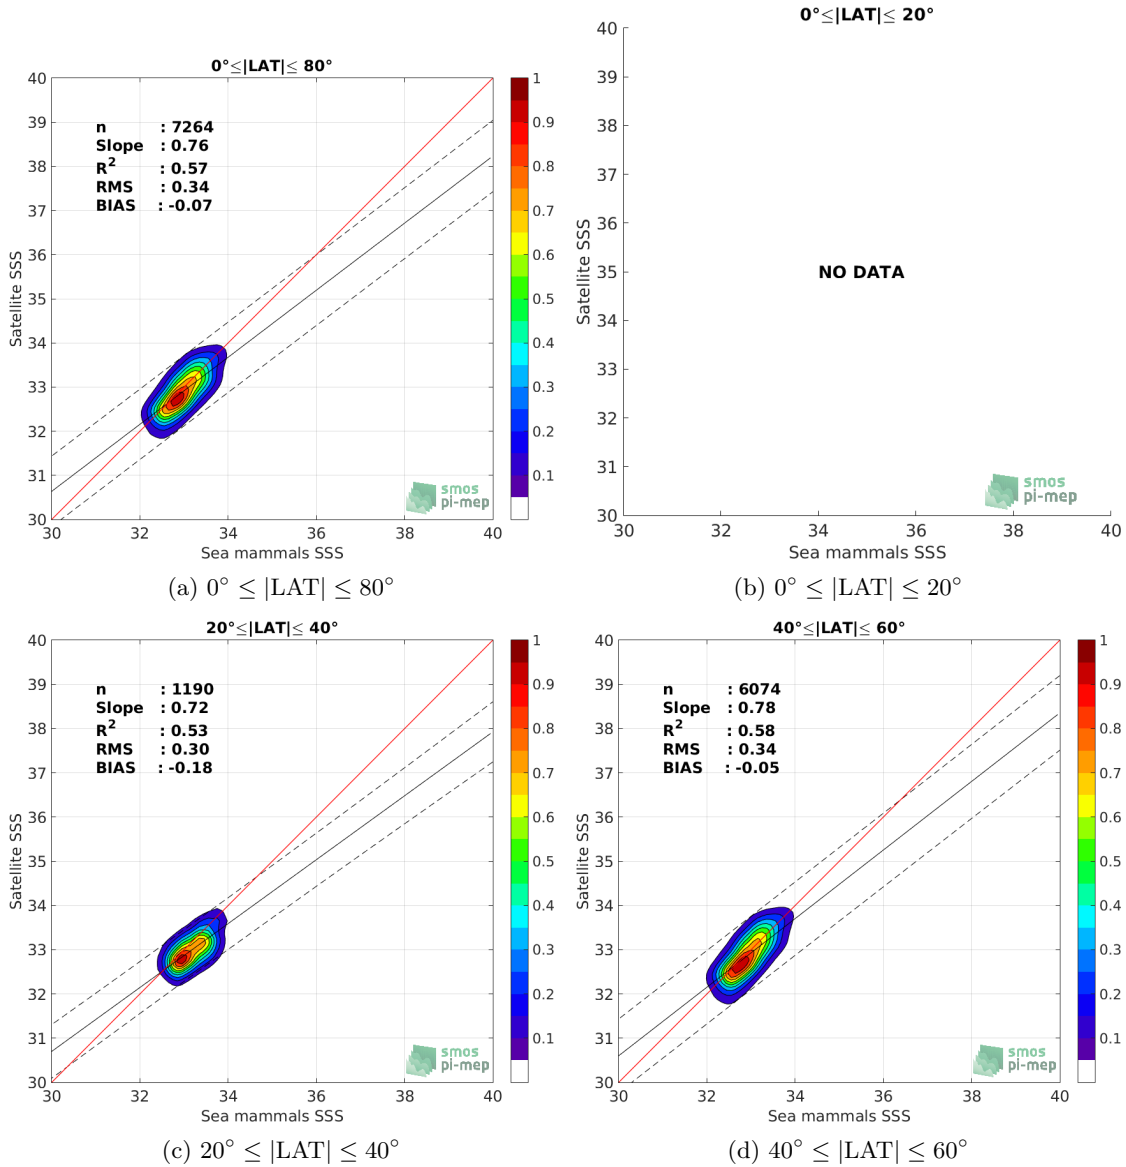 0°≤|LAT|≤ 80°
n : 7264
Slope : 0.76
R² : 0.57
RMS : 0.34
BIAS : -0.07
40
39
38
37
36
35
34
33
32
31
30
Satellite SSS
30 32 34 36 38 40
Sea mammals SSS
1
0.9
0.8
0.7
0.6
0.5
0.4
0.3
0.2
0.1
smos
pi-mep
(a) 0° ≤ |LAT| ≤ 80°
0°≤|LAT|≤ 20°
40
39
38
37
36
35
34
33
32
31
30
Satellite SSS
NO DATA
smos
pi-mep
30 32 34 36 38 40
Sea mammals SSS
(b) 0° ≤ |LAT| ≤ 20°
20°≤|LAT|≤ 40°
n : 1190
Slope : 0.72
R² : 0.53
RMS : 0.30
BIAS : -0.18
40
39
38
37
36
35
34
33
32
31
30
Satellite SSS
30 32 34 36 38 40
Sea mammals SSS
1
0.9
0.8
0.7
0.6
0.5
0.4
0.3
0.2
0.1
smos
pi-mep
(c) 20° ≤ |LAT| ≤ 40°
40°≤|LAT|≤ 60°
n : 6074
Slope : 0.78
R² : 0.58
RMS : 0.34
BIAS : -0.05
40
39
38
37
36
35
34
33
32
31
30
Satellite SSS
30 32 34 36 38 40
Sea mammals SSS
1
0.9
0.8
0.7
0.6
0.5
0.4
0.3
0.2
0.1
smos
pi-mep
(d) 40° ≤ |LAT| ≤ 60°